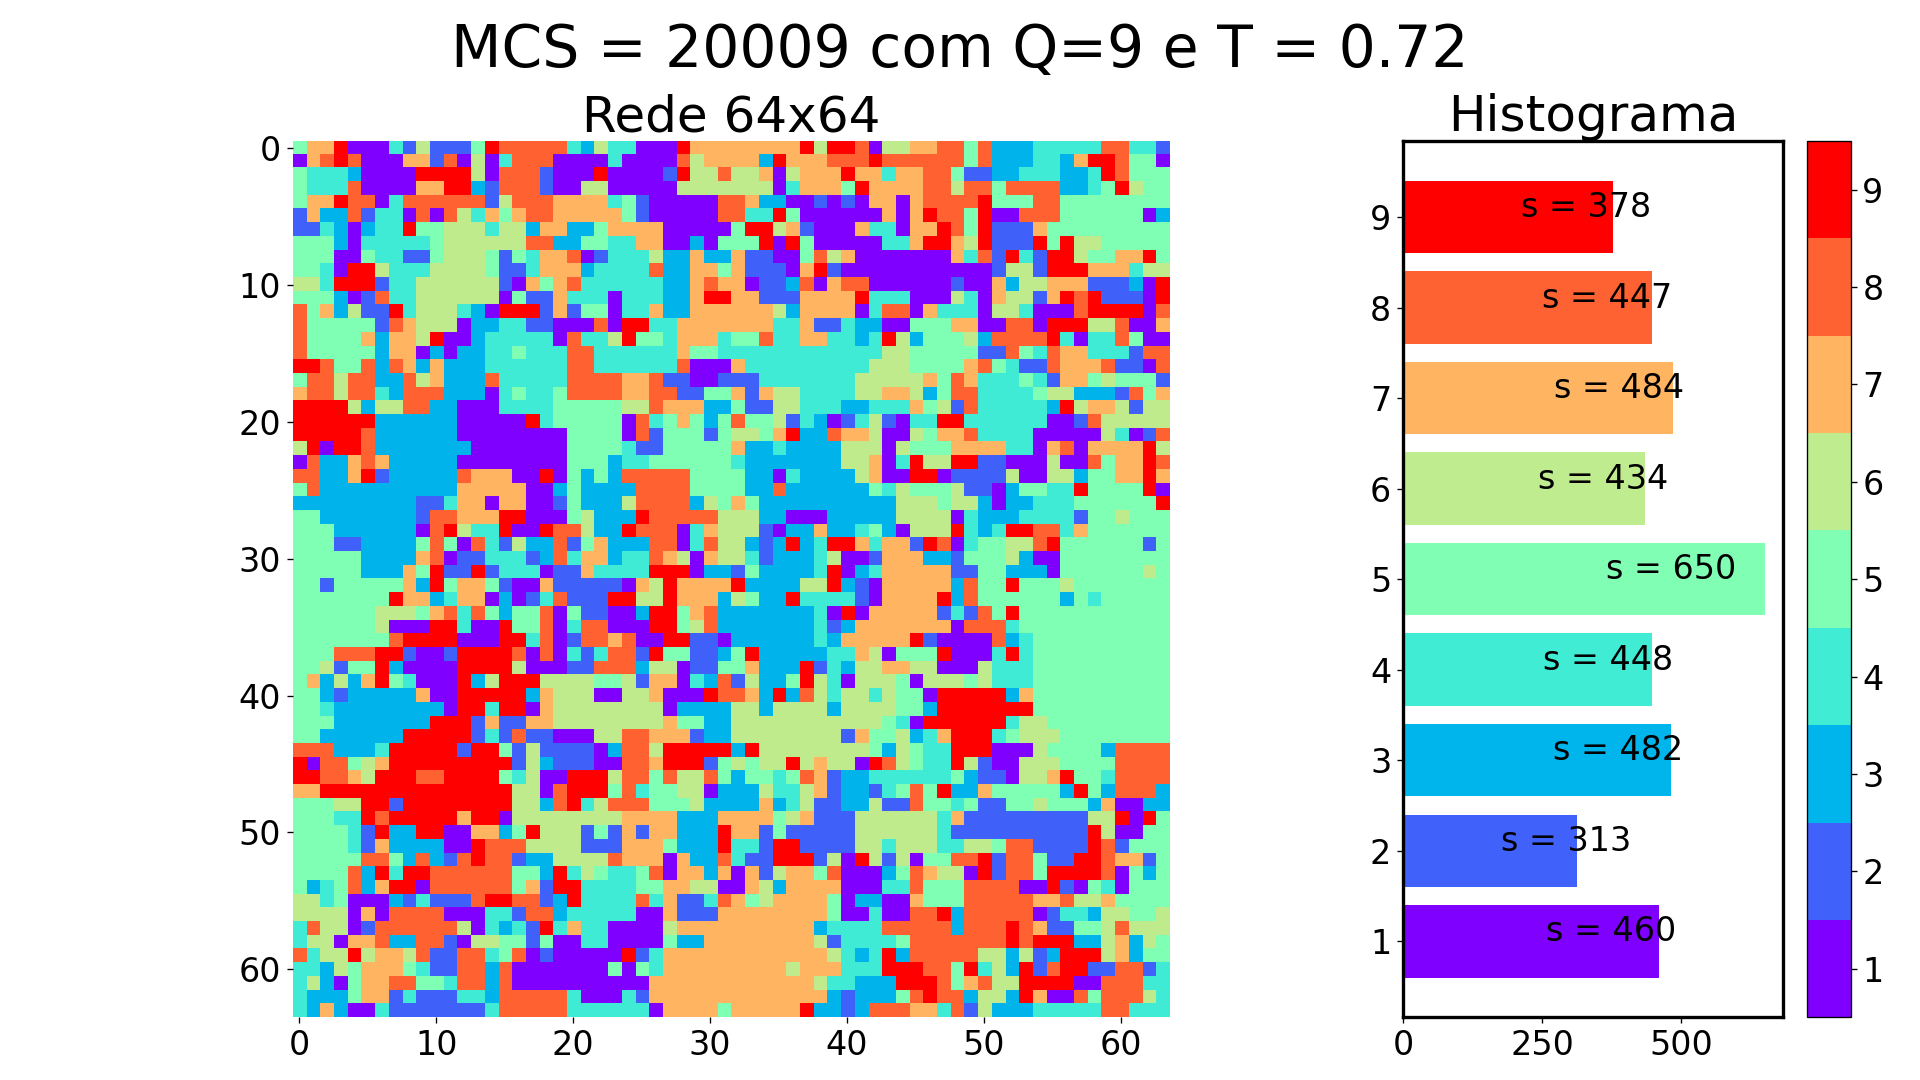 MCS = 20009 com Q=9 e T = 0.72
Rede 64x64
0
10
20
30
40
50
60
0 10 20 30 40 50 60
Histograma
9 s = 378
8 s = 447
7 s = 484
6 s = 434
5 s = 650
4 s = 448
3 s = 482
2 s = 313
1 s = 460
0 250 500
9
8
7
6
5
4
3
2
1